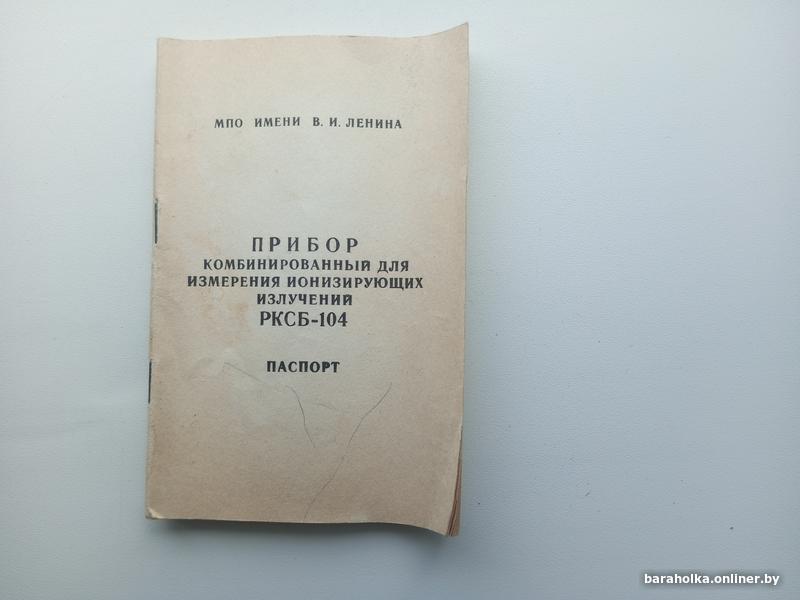 МПО ИМЕНИ В. И. ЛЕНИНА
ПРИБОР
КОМБИНИРОВАННЫЙ ДЛЯ
ИЗМЕРЕНИЯ ИОНИЗИРУЮЩИХ
ИЗЛУЧЕНИЙ
РКСБ-104
ПАСПОРТ
baraholka.onliner.by